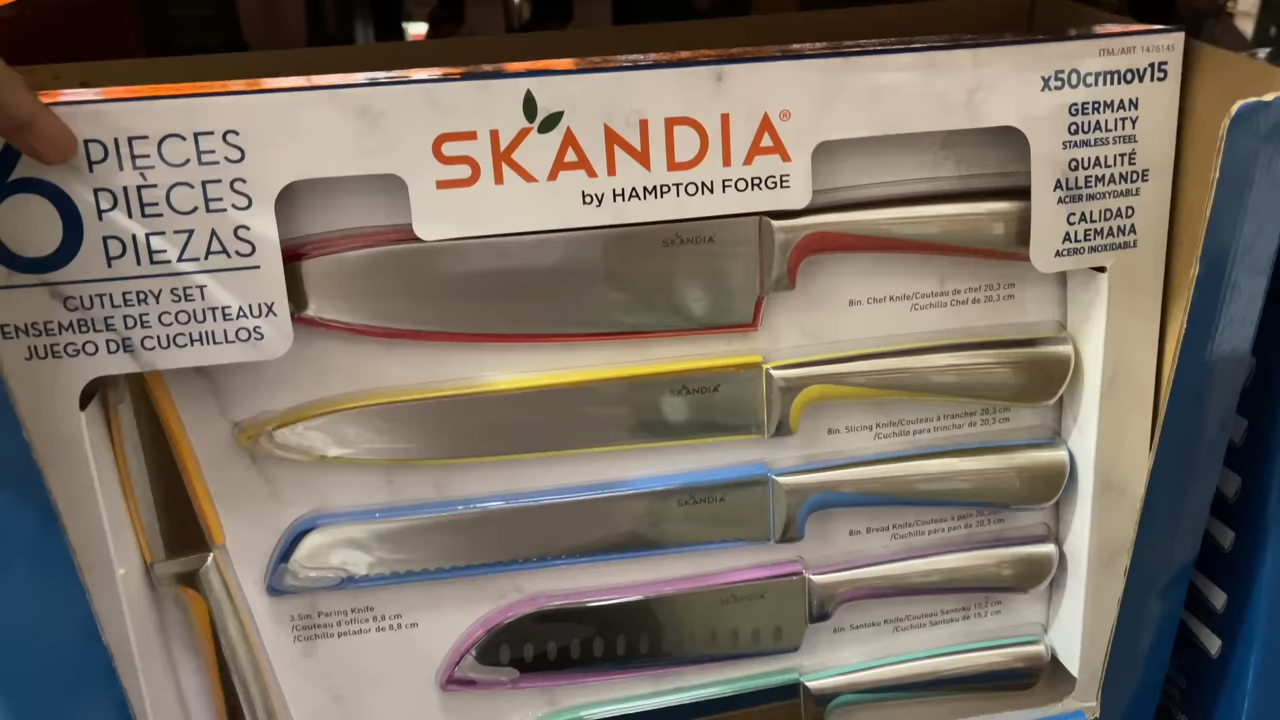 ITM./ART. 1476145
x50crmov15
GERMAN
QUALITY
STAINLESS STEEL
QUALITÉ
ALLEMANDE
ACIER INOXYDABLE
CALIDAD
ALEMANA
ACERO INOXIDABLE
6 PIECES
PIÈCES
PIEZAS
CUTLERY SET
ENSEMBLE DE COUTEAUX
JUEGO DE CUCHILLOS
SKANDIA®
by HAMPTON FORGE
SKANDIA
8in. Chef Knife/Couteau de chef 20,3 cm
/Cuchillo Chef de 20,3 cm
SKANDIA
8in. Slicing Knife/Couteau à trancher 20,3 cm
/Cuchillo para trinchar de 20,3 cm
SKANDIA
8in. Bread Knife/Couteau à pain 20,3 cm
/Cuchillo para pan de 20,3 cm
3.5in. Paring Knife
/Couteau d'office 8,8 cm
/Cuchillo pelador de 8,8 cm
SKANDIA
6in. Santoku Knife/Couteau Santoku 15,2 cm
/Cuchillo Santoku de 15,2 cm